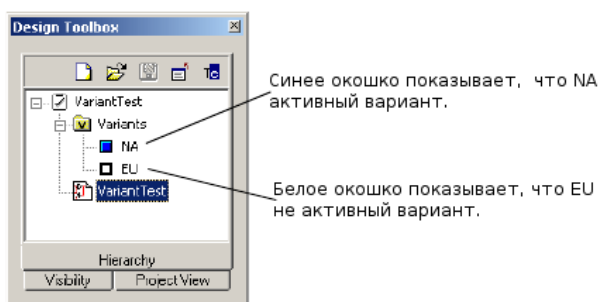 Design Toolbox
VariantTest
Variants
NA
EU
VariantTest
Hierarchy
Visibility
Project View
Синее окошко показывает, что NA
активный вариант.
Белое окошко показывает, что EU
не активный вариант.